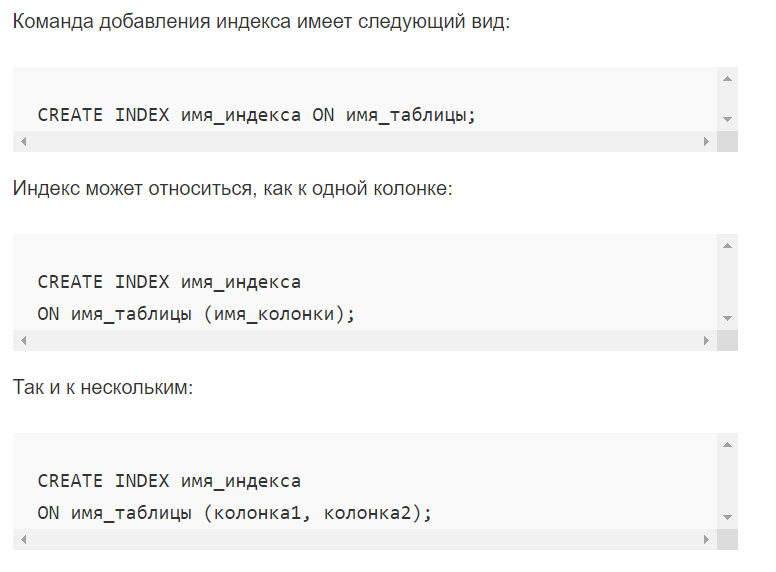 Команда добавления индекса имеет следующий вид:
CREATE INDEX имя_индекса ON имя_таблицы;
Индекс может относиться, как к одной колонке:
CREATE INDEX имя_индекса
ON имя_таблицы (имя_колонки);
Так и к нескольким:
CREATE INDEX имя_индекса
ON имя_таблицы (колонка1, колонка2);